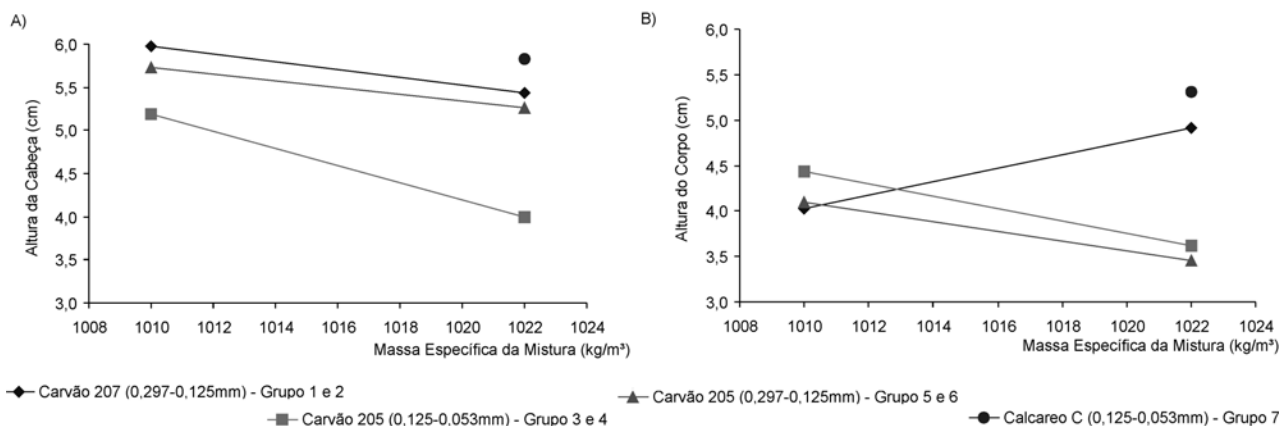 A)
Altura da Cabeça (cm)
6,0
5,5
5,0
4,5
4,0
3,5
3,0
1008 1010 1012 1014 1016 1018 1020 1022 1024
Massa Específica da Mistura (kg/m³)
B)
Altura do Corpo (cm)
6,0
5,5
5,0
4,5
4,0
3,5
3,0
1008 1010 1012 1014 1016 1018 1020 1022 1024
Massa Específica da Mistura (kg/m³)
Carvão 207 (0,297-0,125mm) - Grupo 1 e 2
Carvão 205 (0,297-0,125mm) - Grupo 5 e 6
Carvão 205 (0,125-0,053mm) - Grupo 3 e 4
Calcareo C (0,125-0,053mm) - Grupo 7